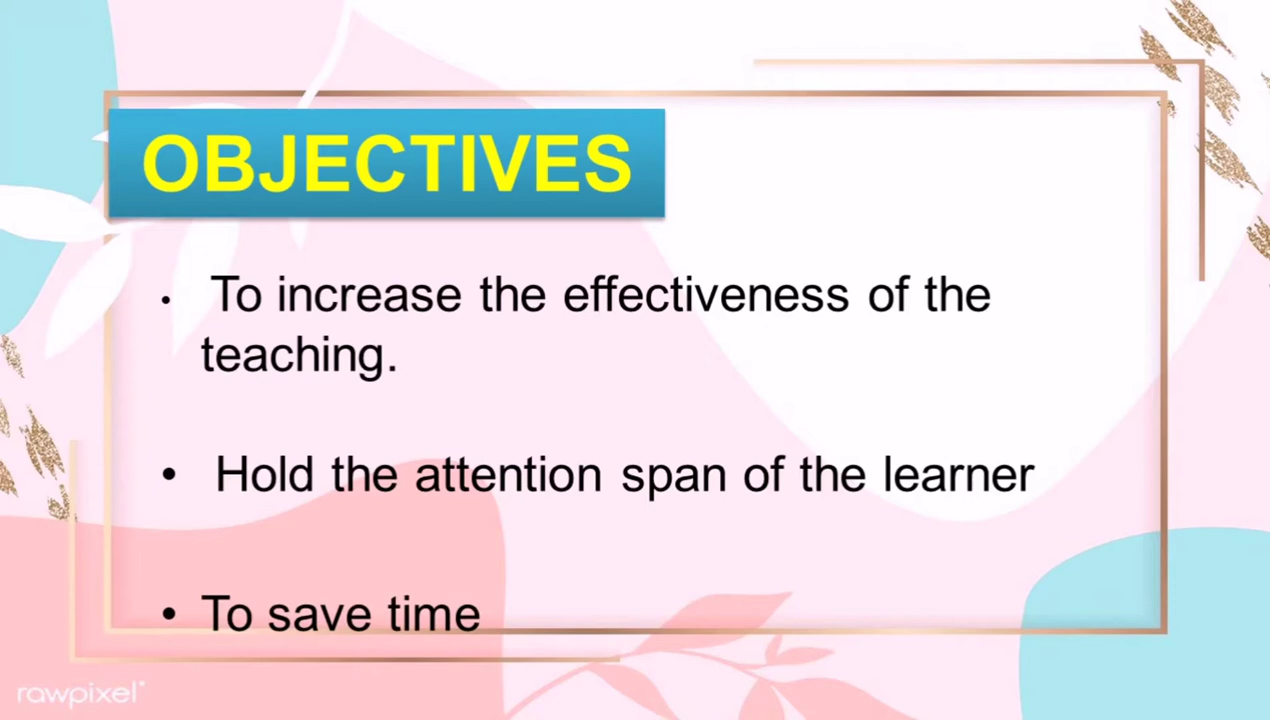 OBJECTIVES
• To increase the effectiveness of the
teaching.
• Hold the attention span of the learner
• To save time
rawpixel